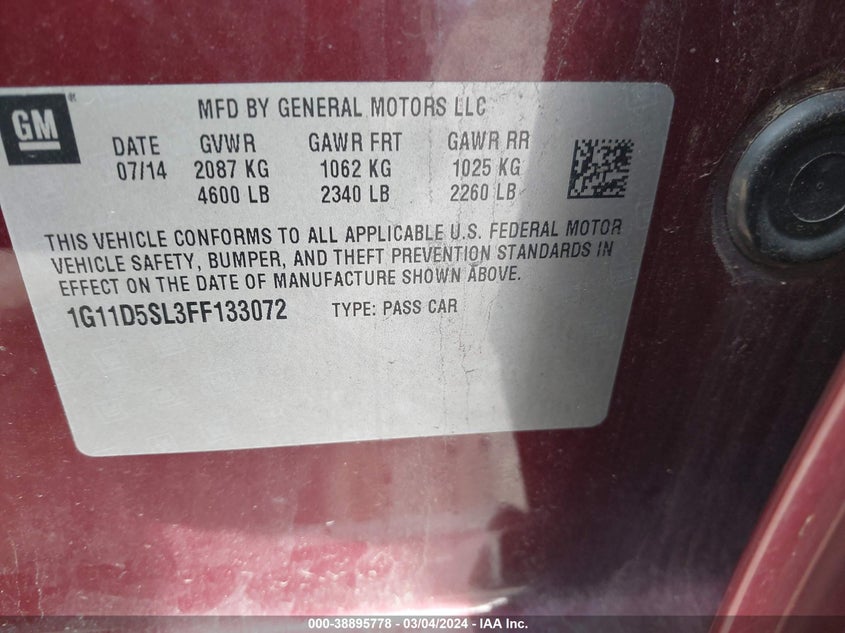 GM
MFD BY GENERAL MOTORS LLC
DATE GVWR GAWR FRT GAWR RR
07/14 2087 KG 1062 KG 1025 KG
4600 LB 2340 LB 2260 LB
THIS VEHICLE CONFORMS TO ALL APPLICABLE U.S. FEDERAL MOTOR
VEHICLE SAFETY, BUMPER, AND THEFT PREVENTION STANDARDS IN
EFFECT ON THE DATE OF MANUFACTURE SHOWN ABOVE.
1G11D5SL3FF133072 TYPE: PASS CAR
000-38895778 - 03/04/2024 - IAA Inc.